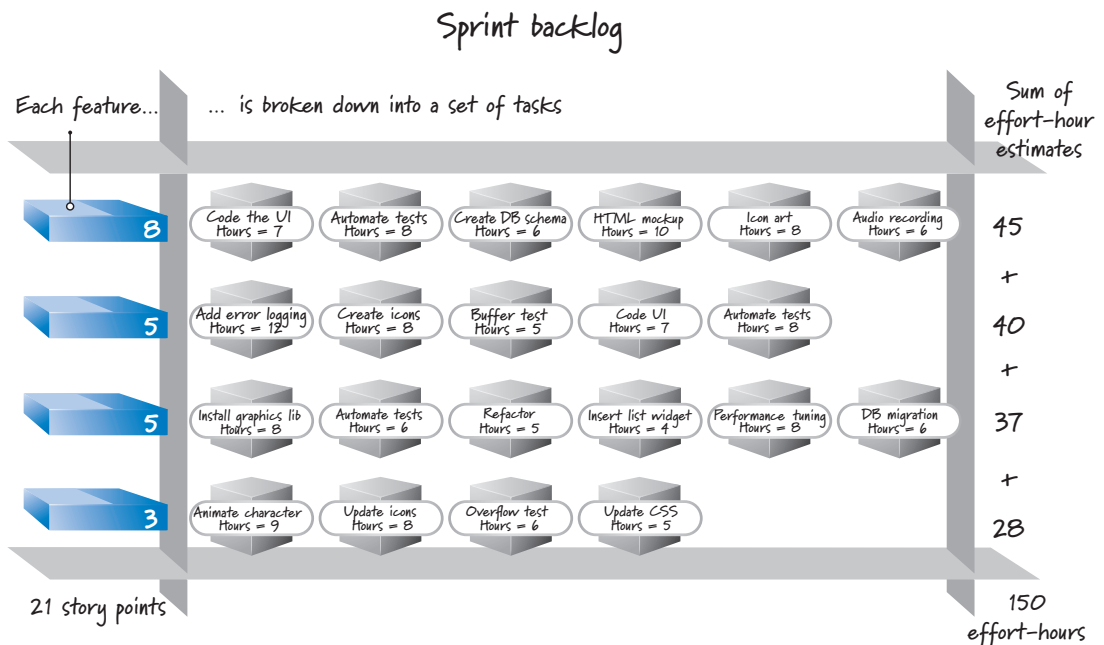 Sprint backlog
Each feature...
... is broken down into a set of tasks
Sum of
effort-hour
estimates
8
Code the UI
Hours = 7
Automate tests
Hours = 8
Create DB schema
Hours = 6
HTML mockup
Hours = 10
Icon art
Hours = 8
Audio recording
Hours = 6
45
+
5
Add error logging
Hours = 12
Create icons
Hours = 8
Buffer test
Hours = 5
Code UI
Hours = 7
Automate tests
Hours = 8
40
+
5
Install graphics lib
Hours = 8
Automate tests
Hours = 6
Refactor
Hours = 5
Insert list widget
Hours = 4
Performance tuning
Hours = 8
DB migration
Hours = 6
37
+
3
Animate character
Hours = 9
Update icons
Hours = 8
Overflow test
Hours = 6
Update CSS
Hours = 5
28
21 story points
150
effort-hours